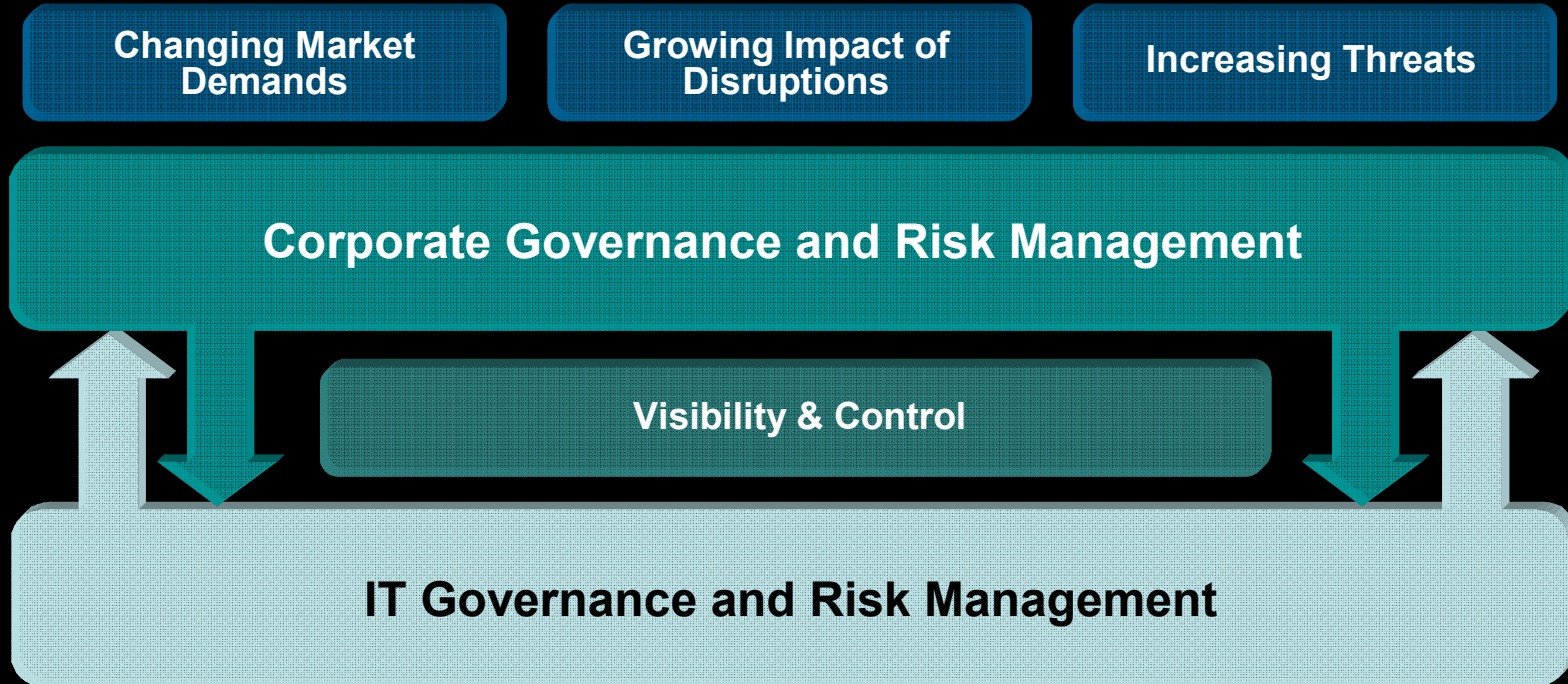 Changing Market
Demands
Growing Impact of
Disruptions
Increasing Threats
Corporate Governance and Risk Management
Visibility & Control
IT Governance and Risk Management